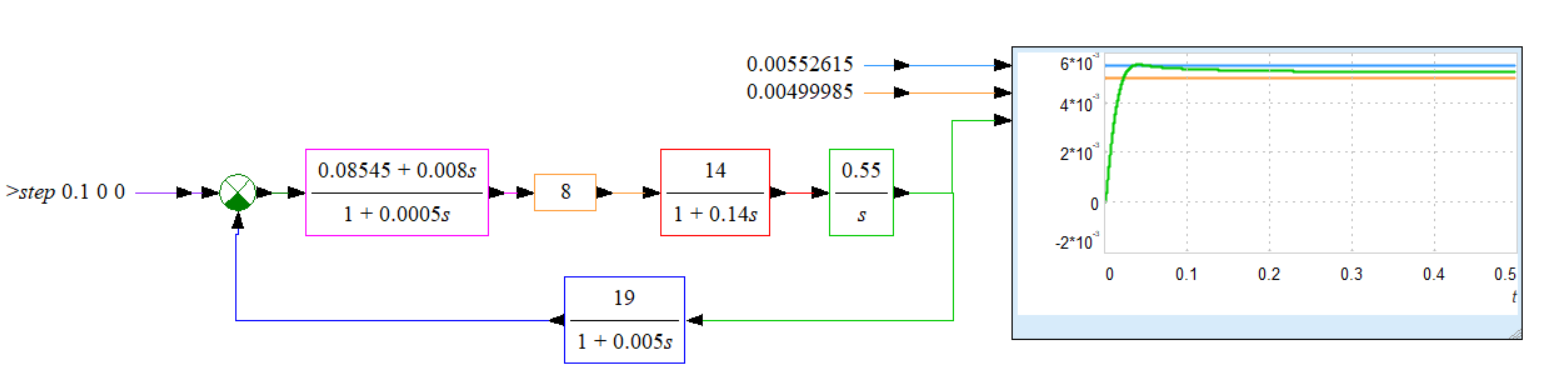 0.00552615
0.00499985
>step 0.1 0 0
0.08545 + 0.008s
1 + 0.0005s
8
14
1 + 0.14s
0.55
s
19
1 + 0.005s
6*10⁻³
4*10⁻³
2*10⁻³
0
-2*10⁻³
0 0.1 0.2 0.3 0.4 0.5
t